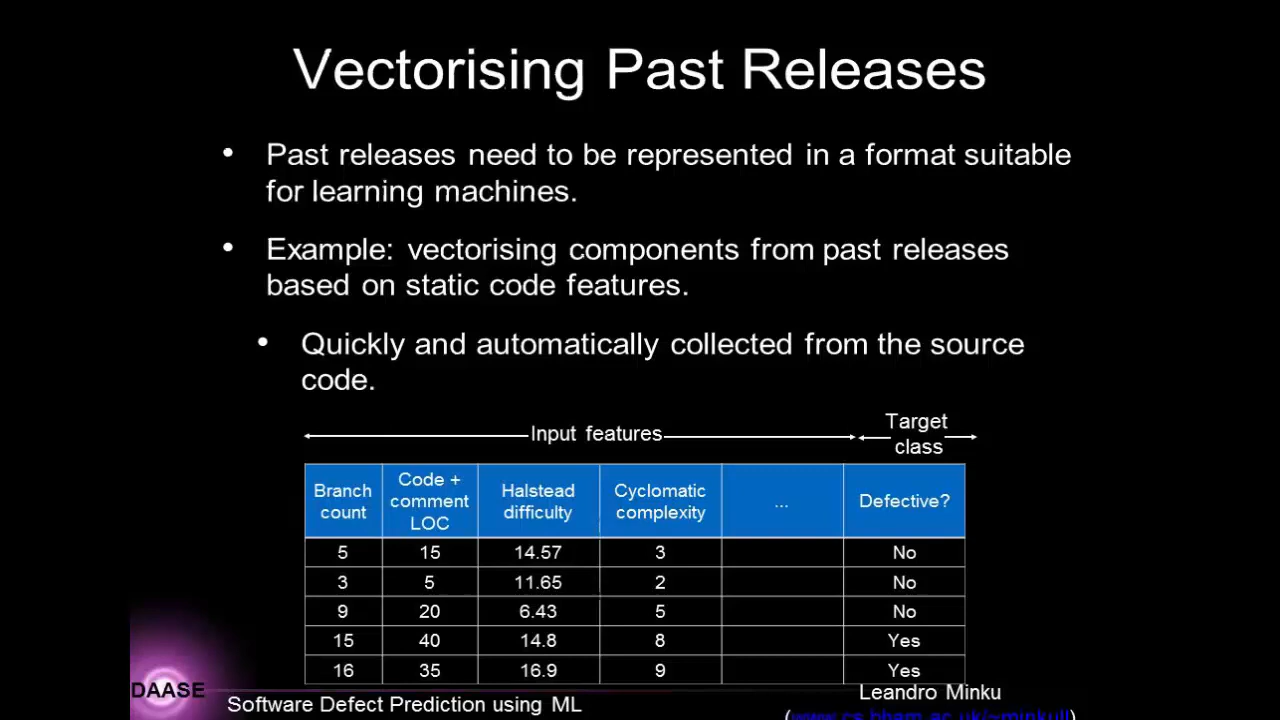 Vectorising Past Releases
• Past releases need to be represented in a format suitable
for learning machines.
• Example: vectorising components from past releases
based on static code features.
• Quickly and automatically collected from the source
code.
Input features
Target
class
Branch count Code + comment LOC Halstead difficulty Cyclomatic complexity ... Defective?
5 15 14.57 3 No
3 5 11.65 2 No
9 20 6.43 5 No
15 40 14.8 8 Yes
16 35 16.9 9 Yes
DAASE
Software Defect Prediction using ML
Leandro Minku
(www.cs.bham.ac.uk/~minkull)